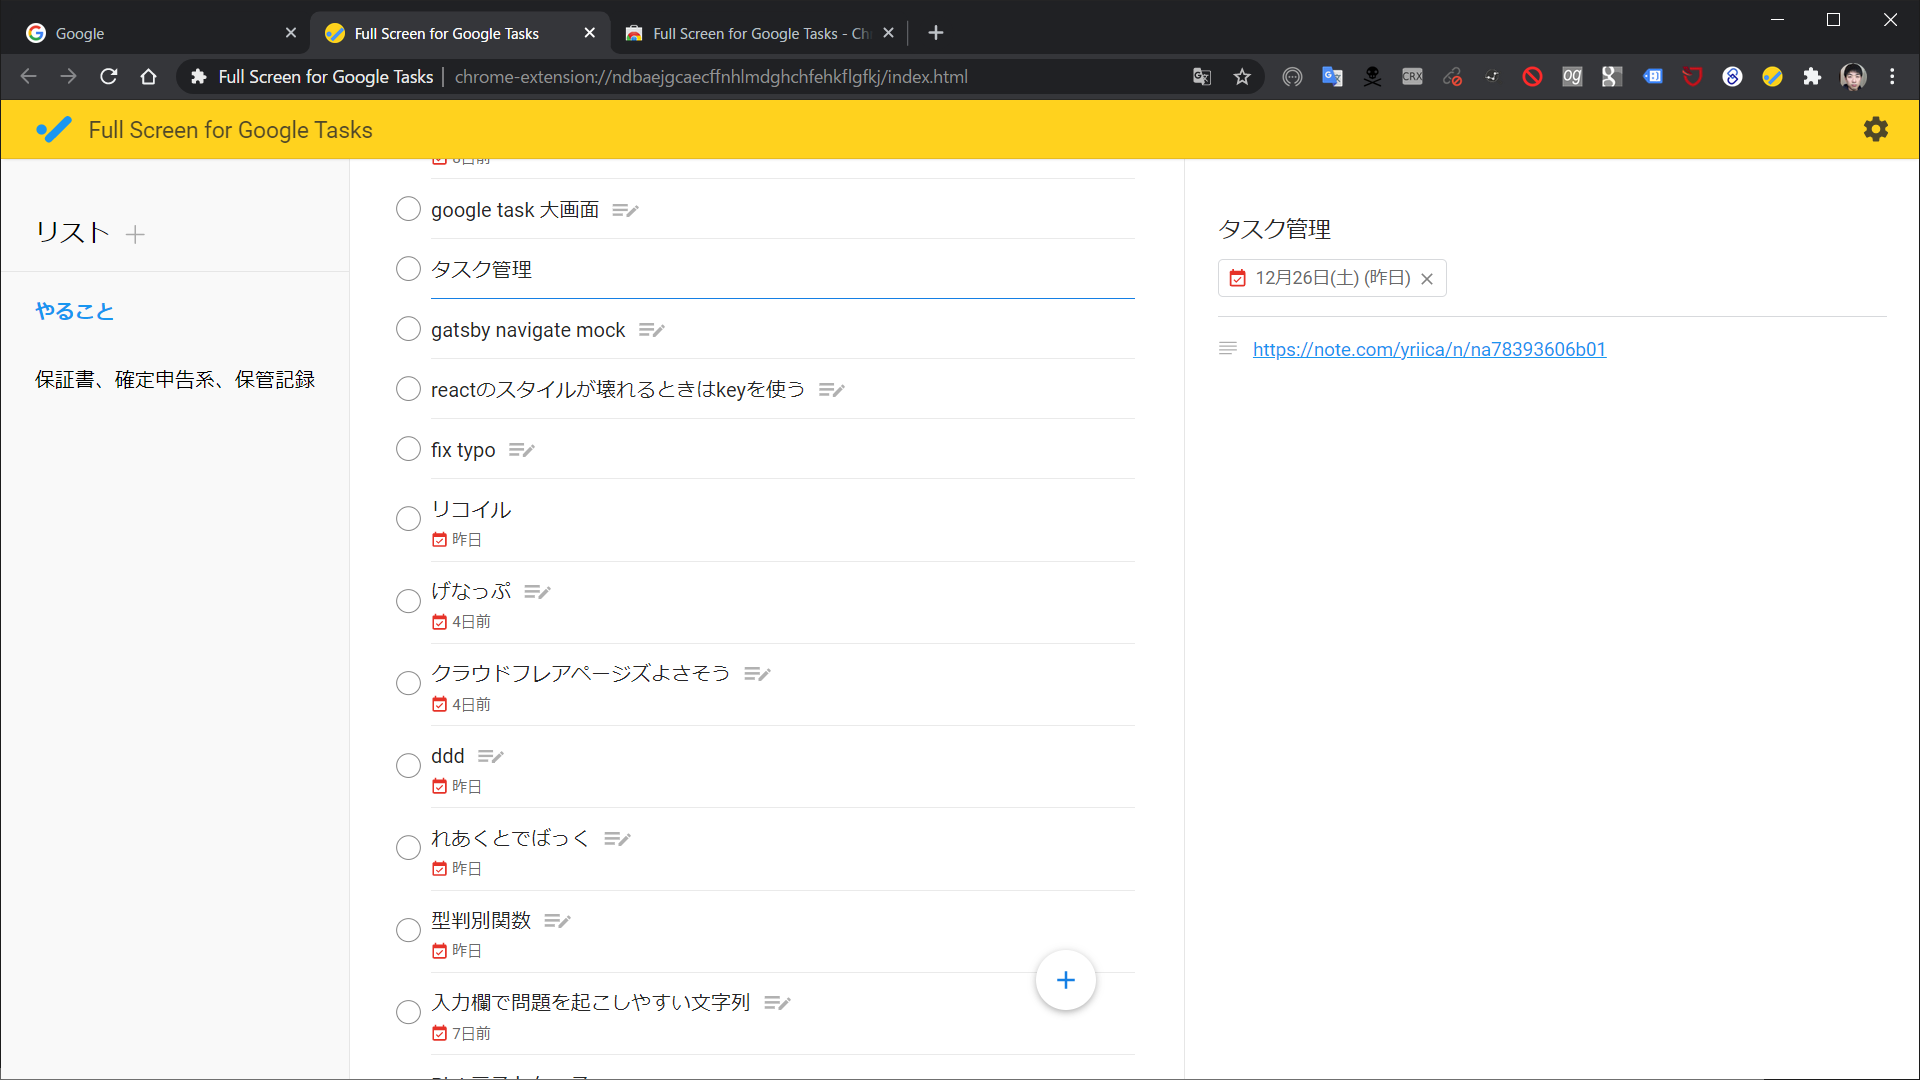 Google
Full Screen for Google Tasks
Full Screen for Google Tasks - Ch
Full Screen for Google Tasks | chrome-extension://ndbaejgcaecffnhlmdghchfehkflgfkj/index.html
CRX
og
Full Screen for Google Tasks
リスト
やること
保証書、確定申告系、保管記録
google task 大画面
タスク管理
gatsby navigate mock
reactのスタイルが壊れるときはkeyを使う
fix typo
リコイル
昨日
げなっぷ
4日前
クラウドフレアページズよさそう
4日前
ddd
昨日
れあくとでばっく
昨日
型判別関数
昨日
入力欄で問題を起こしやすい文字列
7日前
タスク管理
12月26日(土) (昨日)
https://note.com/yriica/n/na78393606b01